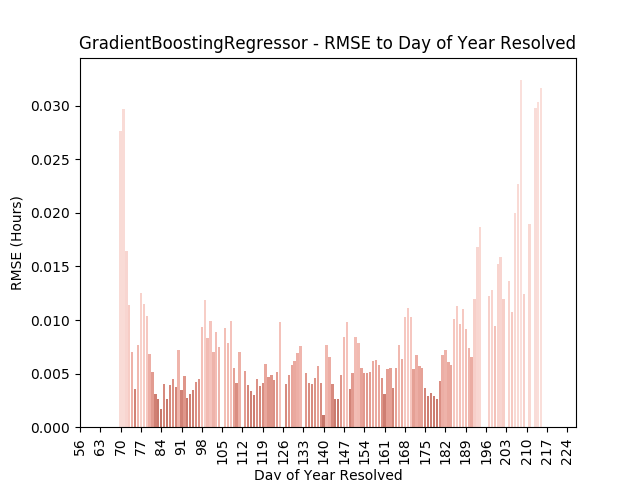 GradientBoostingRegressor - RMSE to Day of Year Resolved
0.030
0.025
0.020
0.015
0.010
0.005
0.000
RMSE (Hours)
56 63 70 77 84 91 98 105 112 119 126 133 140 147 154 161 168 175 182 189 196 203 210 217 224
Day of Year Resolved